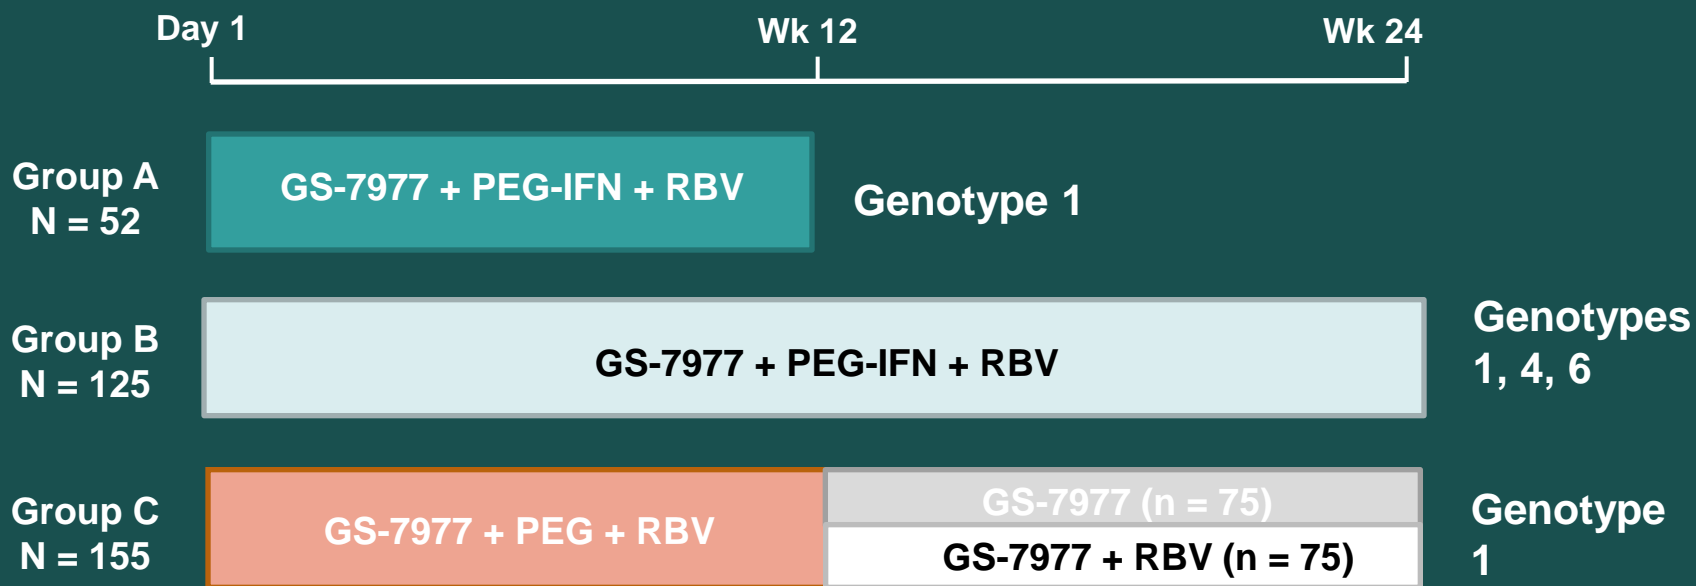 Day 1
Wk 12
Wk 24
Group A
N = 52
GS-7977 + PEG-IFN + RBV
Genotype 1
Group B
N = 125
GS-7977 + PEG-IFN + RBV
Genotypes
1, 4, 6
Group C
N = 155
GS-7977 + PEG + RBV
GS-7977 (n = 75)
GS-7977 + RBV (n = 75)
Genotype
1